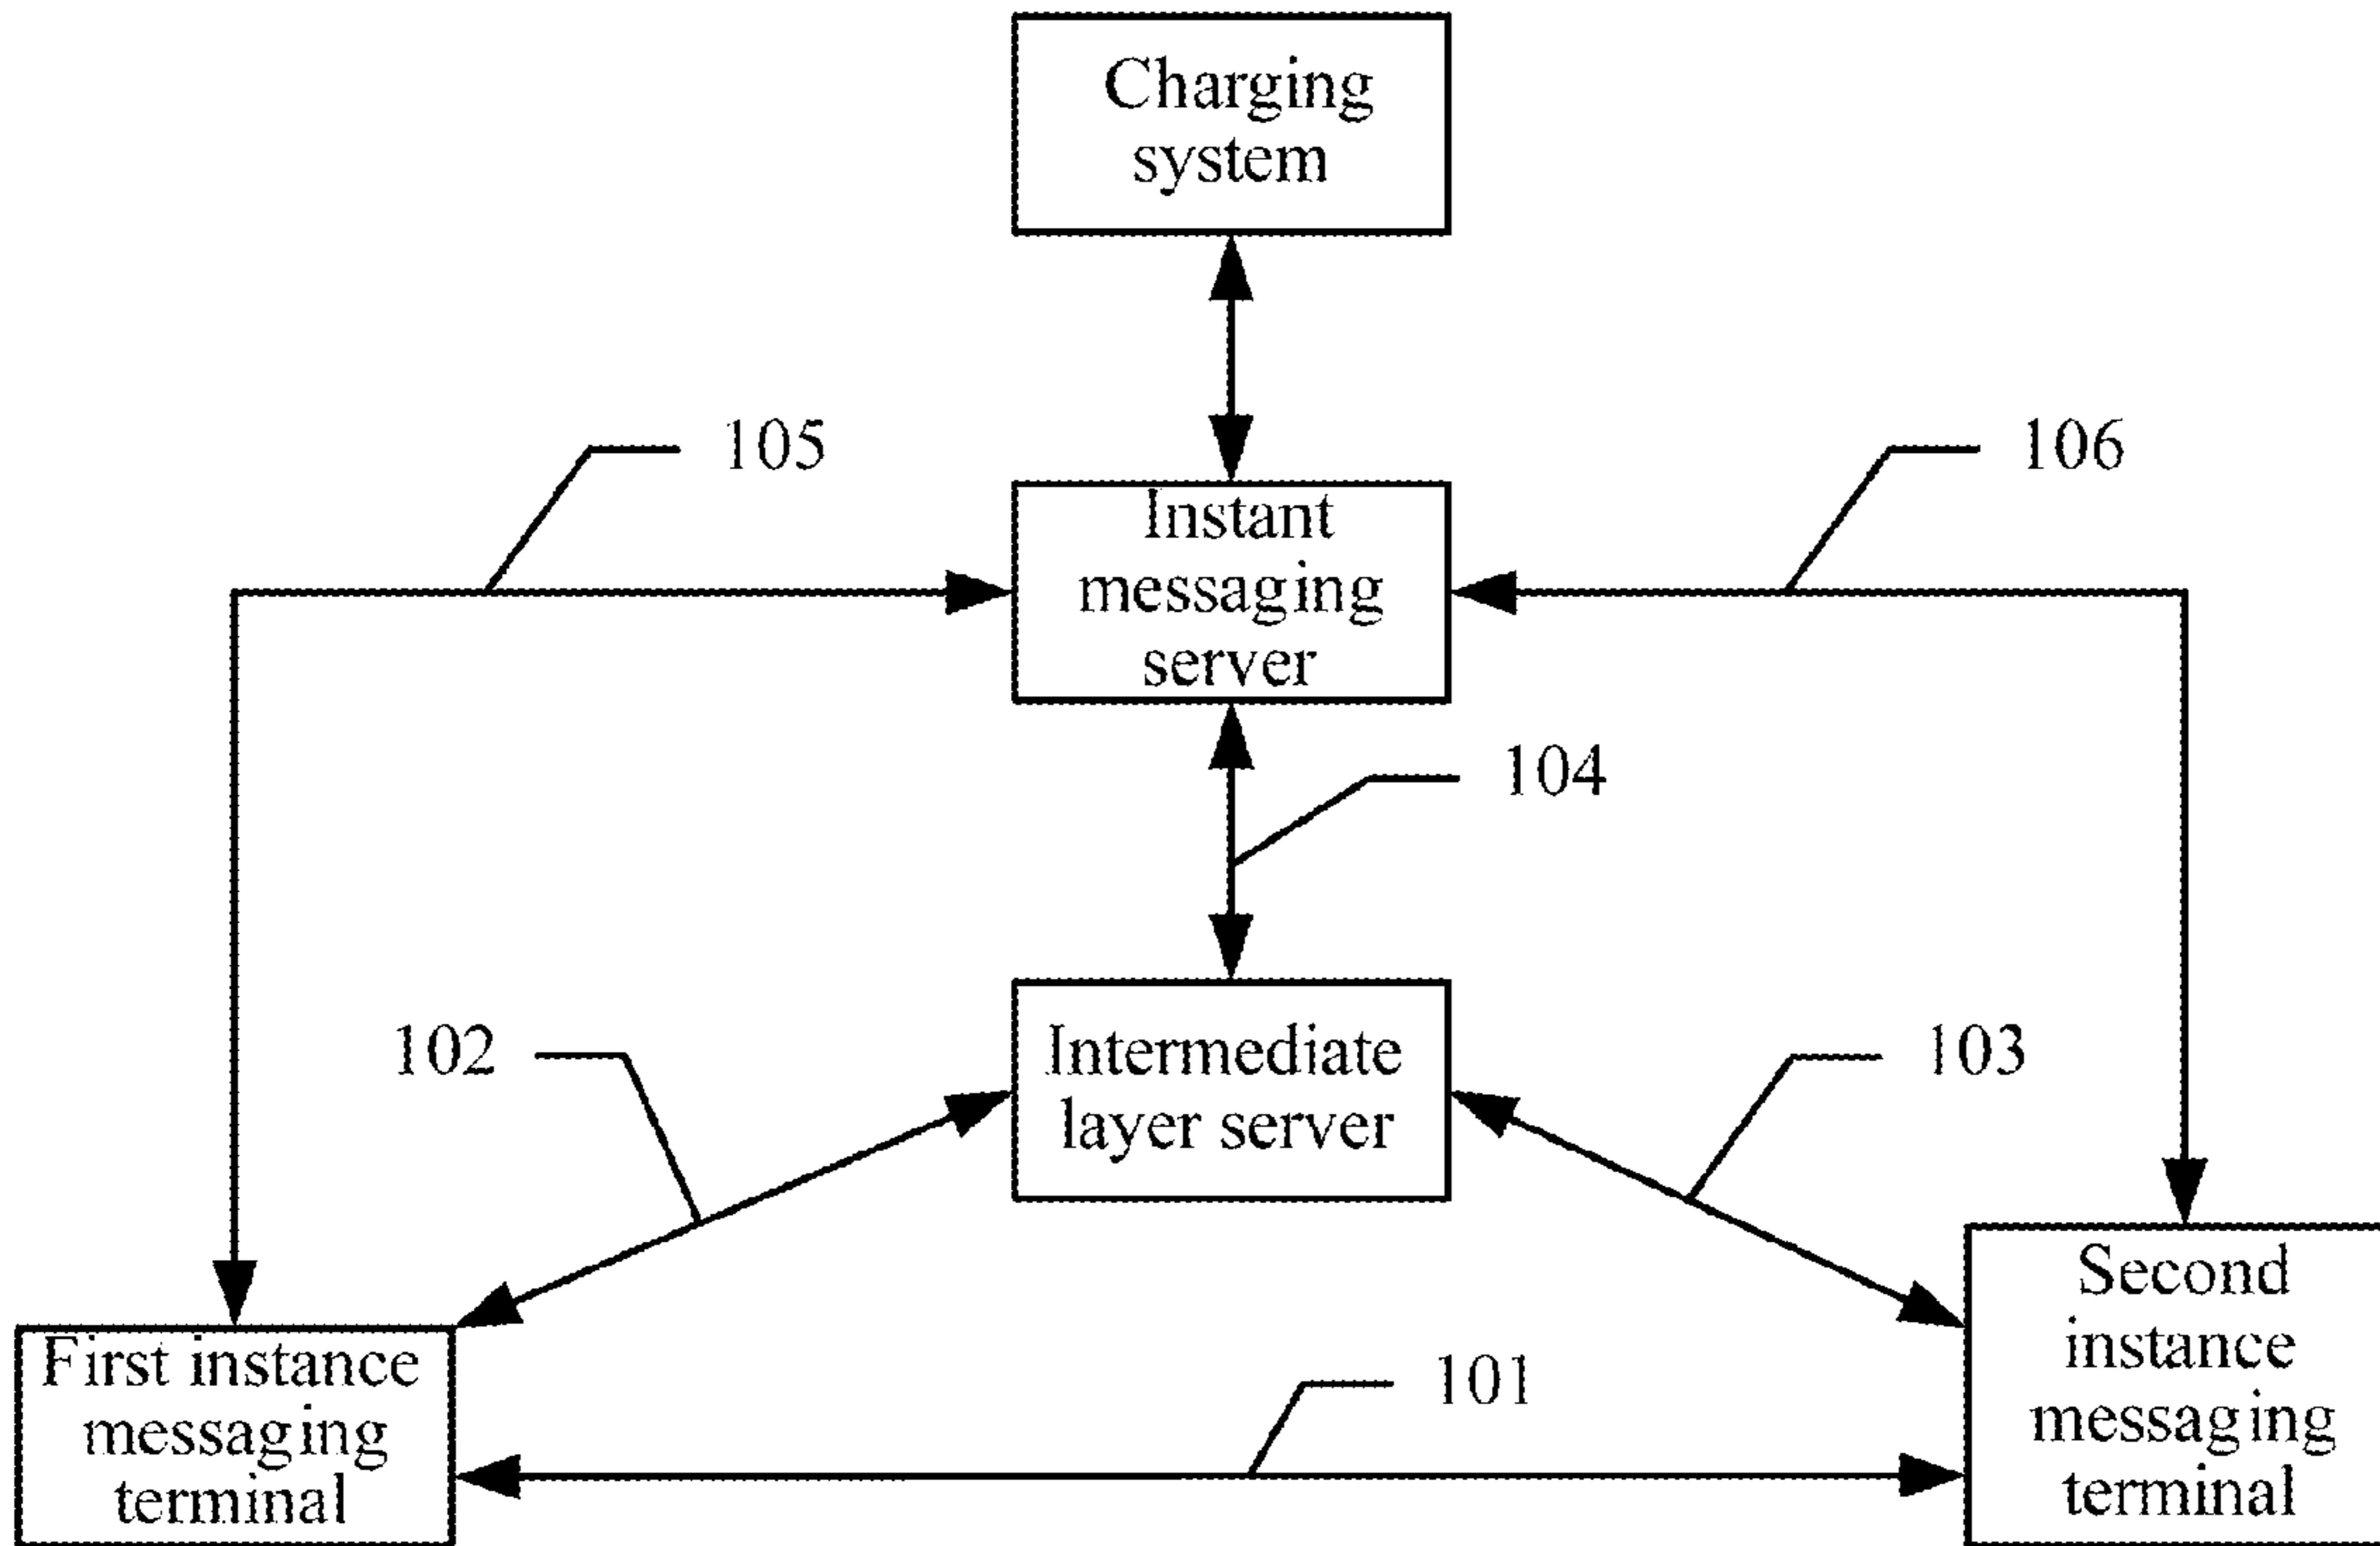 Charging
system
105
106
Instant
messaging
server
104
102
Intermediate
layer server
103
First instance
messaging
terminal
101
Second
instance
messaging
terminal